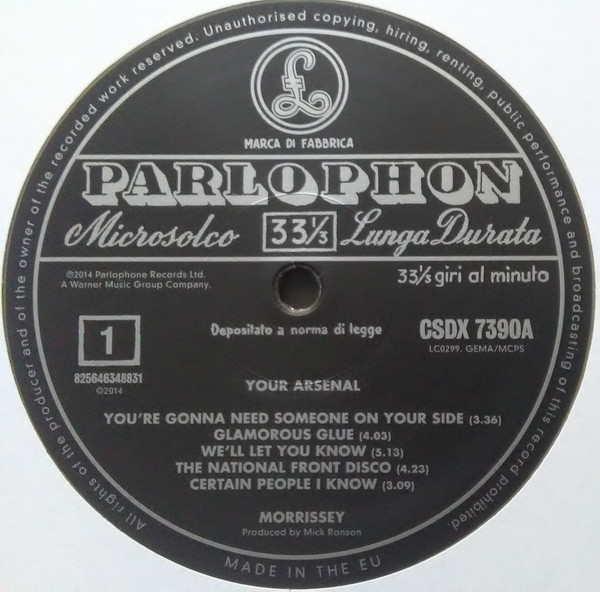 All rights of the producer and of the owner of the recorded work reserved. Unauthorised copying, hiring, renting, public performance and broadcasting of this record prohibited.
£
MARCA DI FABBRICA
PARLOPHON
Microsolco 33⅓ Lunga Durata
℗2014 Parlophone Records Ltd.
A Warner Music Group Company.
33⅓ giri al minuto
1
Depositato a norma di legge
CSDX 7390A
LC0299. GEMA/MCPS
825646348831
©2014
YOUR ARSENAL
YOU'RE GONNA NEED SOMEONE ON YOUR SIDE (3.36)
GLAMOROUS GLUE (4.03)
WE'LL LET YOU KNOW (5.13)
THE NATIONAL FRONT DISCO (4.23)
CERTAIN PEOPLE I KNOW (3.09)
MORRISSEY
Produced by Mick Ronson
MADE IN THE EU